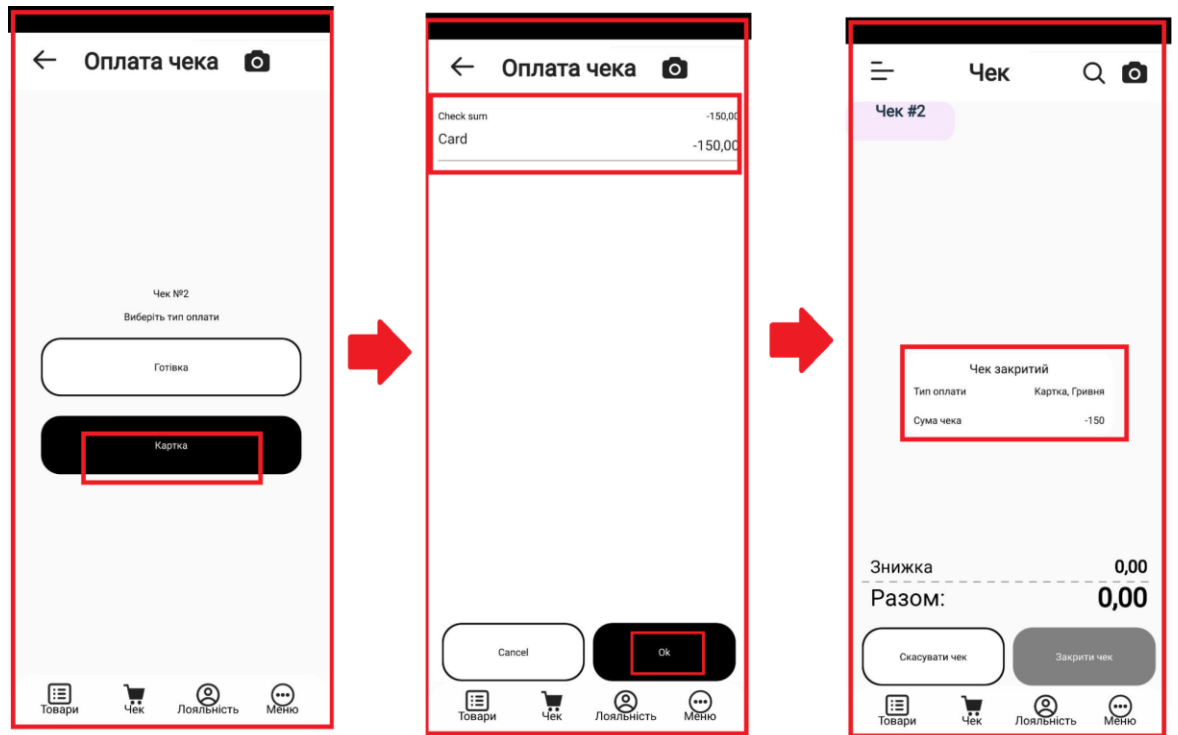 Оплата чека
Чек №2
Виберіть тип оплати
Готівка
Картка
Товари Чек Лояльність Меню
Оплата чека
Check sum -150,00
Card -150,00
Cancel Ok
Товари Чек Лояльність Меню
Чек
Чек #2
Чек закритий
Тип оплати Картка, Гривня
Сума чека -150
Знижка 0,00
Разом: 0,00
Скасувати чек Закрити чек
Товари Чек Лояльність Меню